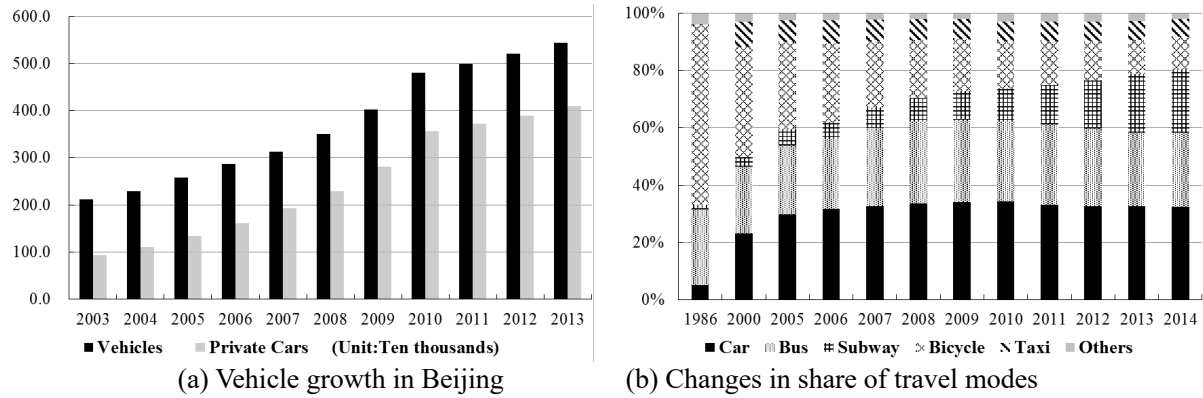 600.0
500.0
400.0
300.0
200.0
100.0
0.0
2003 2004 2005 2006 2007 2008 2009 2010 2011 2012 2013
Vehicles Private Cars (Unit:Ten thousands)
(a) Vehicle growth in Beijing
100%
80%
60%
40%
20%
0%
1986 2000 2005 2006 2007 2008 2009 2010 2011 2012 2013 2014
Car Bus Subway Bicycle Taxi Others
(b) Changes in share of travel modes